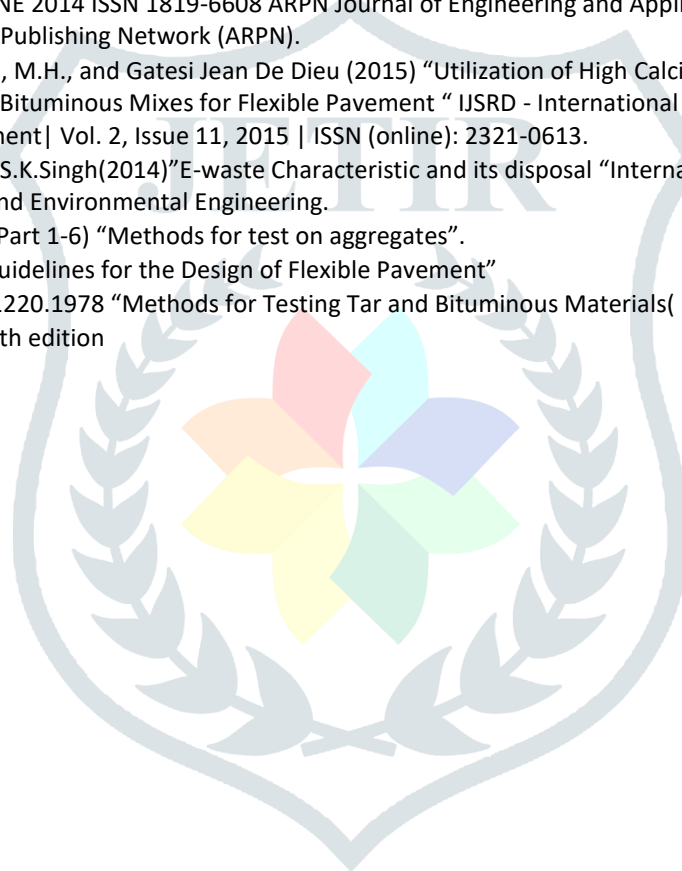 NE 2014 ISSN 1819-6608 ARPN Journal of Engineering and Appli
Publishing Network (ARPN).
, M.H., and Gatesi Jean De Dieu (2015) “Utilization of High Calci
Bituminous Mixes for Flexible Pavement “ IJSRD - International
ment| Vol. 2, Issue 11, 2015 | ISSN (online): 2321-0613.
S.K.Singh(2014)”E-waste Characteristic and its disposal “Interna
nd Environmental Engineering.
Part 1-6) “Methods for test on aggregates”.
uidelines for the Design of Flexible Pavement”
1220.1978 “Methods for Testing Tar and Bituminous Materials(
th edition
JETIR